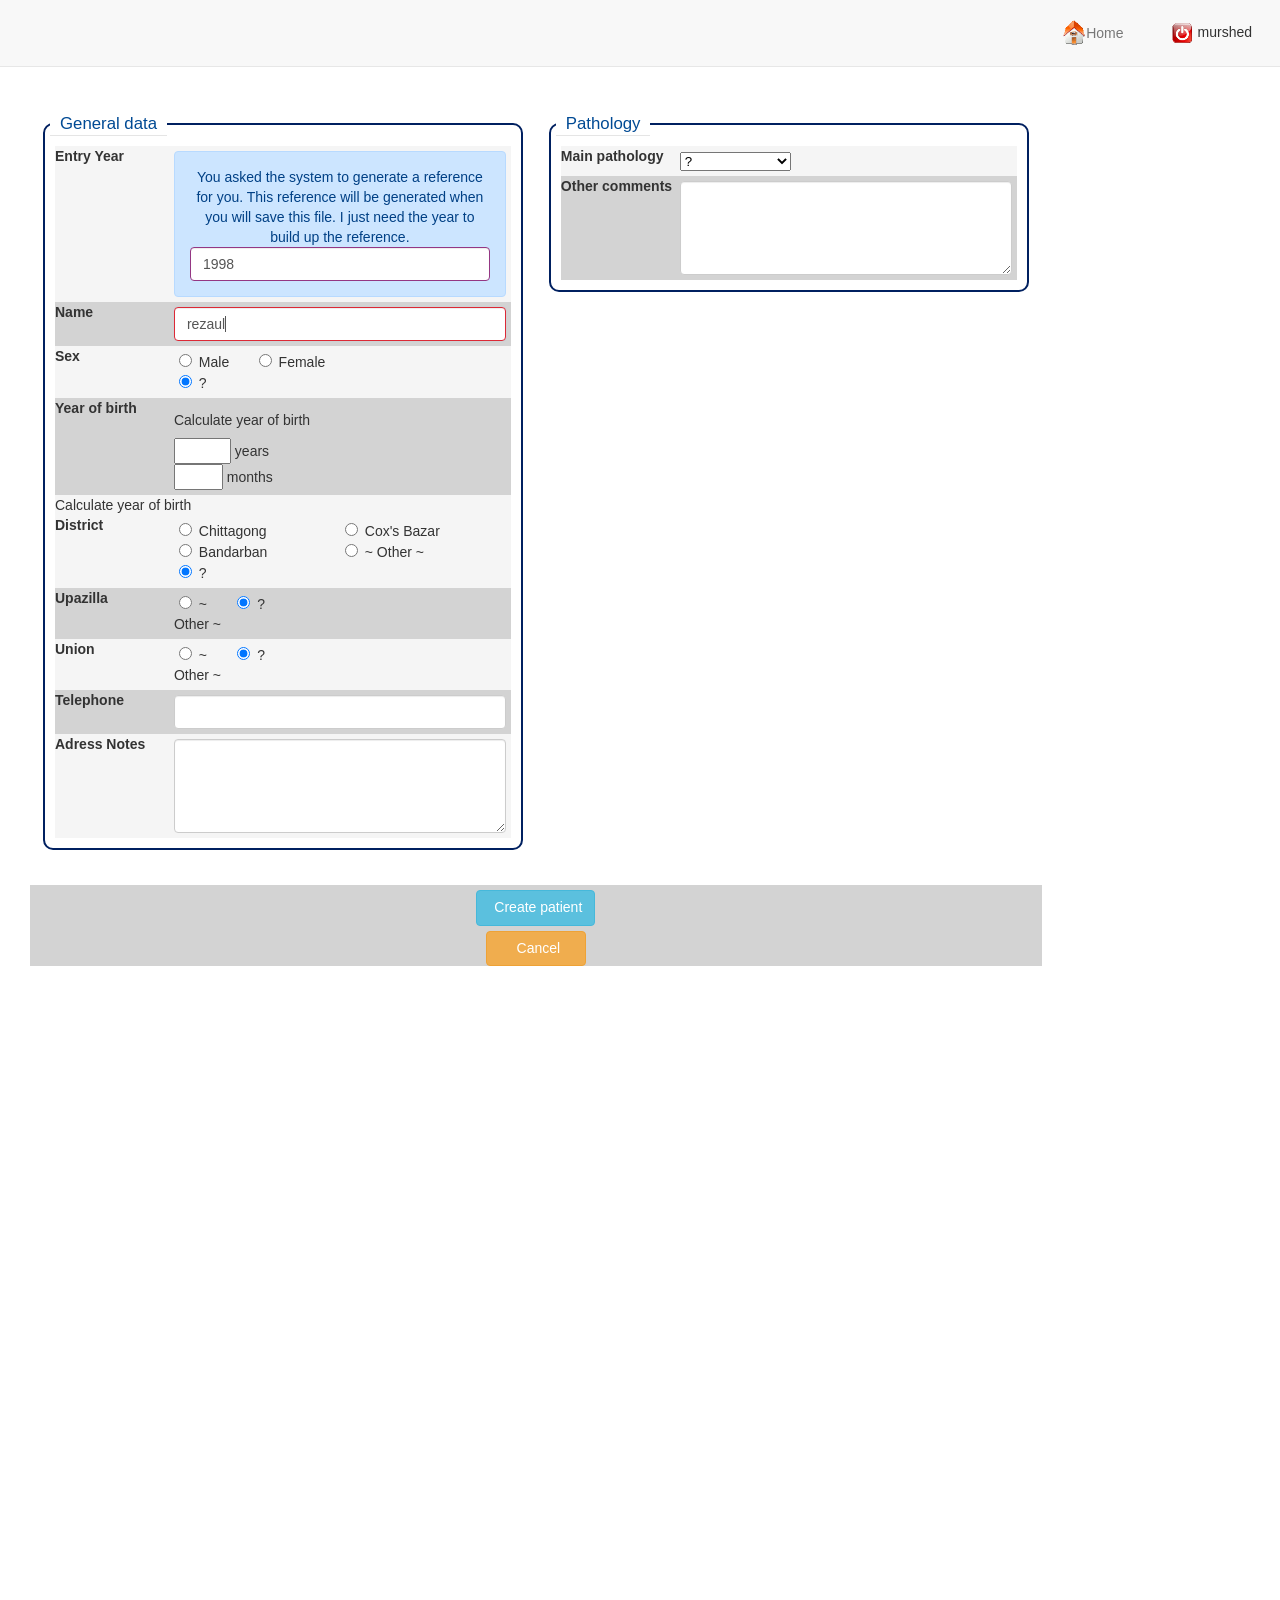 Home
murshed
General data
Entry Year
You asked the system to generate a reference
for you. This reference will be generated when
you will save this file. I just need the year to
build up the reference.
1998
Name
rezaul
Sex
Male Female
?
Year of birth
Calculate year of birth
years
months
Calculate year of birth
District
Chittagong Cox's Bazar
Bandarban ~ Other ~
?
Upazilla
~ ?
Other ~
Union
~ ?
Other ~
Telephone
Adress Notes
Pathology
Main pathology
?
Other comments
Create patient
Cancel